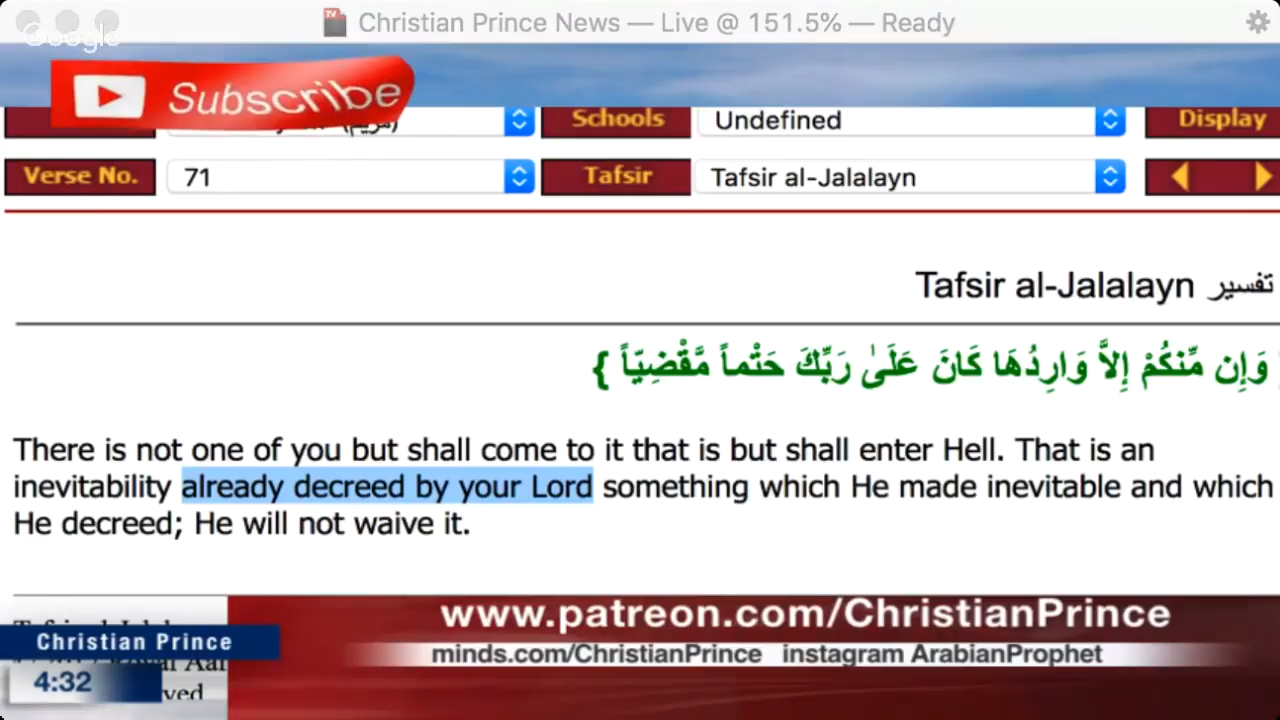 Christian Prince News — Live @ 151.5% — Ready
Google
Subscribe
(مريم)
Schools
Undefined
Display
Verse No.
71
Tafsir
Tafsir al-Jalalayn
Tafsir al-Jalalayn تفسير
وَإِن مِّنكُمْ إِلاَّ وَارِدُهَا كَانَ عَلَىٰ رَبِّكَ حَتْماً مَّقْضِيّاً }
There is not one of you but shall come to it that is but shall enter Hell. That is an
inevitability already decreed by your Lord something which He made inevitable and which
He decreed; He will not waive it.
www.patreon.com/ChristianPrince
Christian Prince
minds.com/ChristianPrince instagram ArabianProphet
4:32